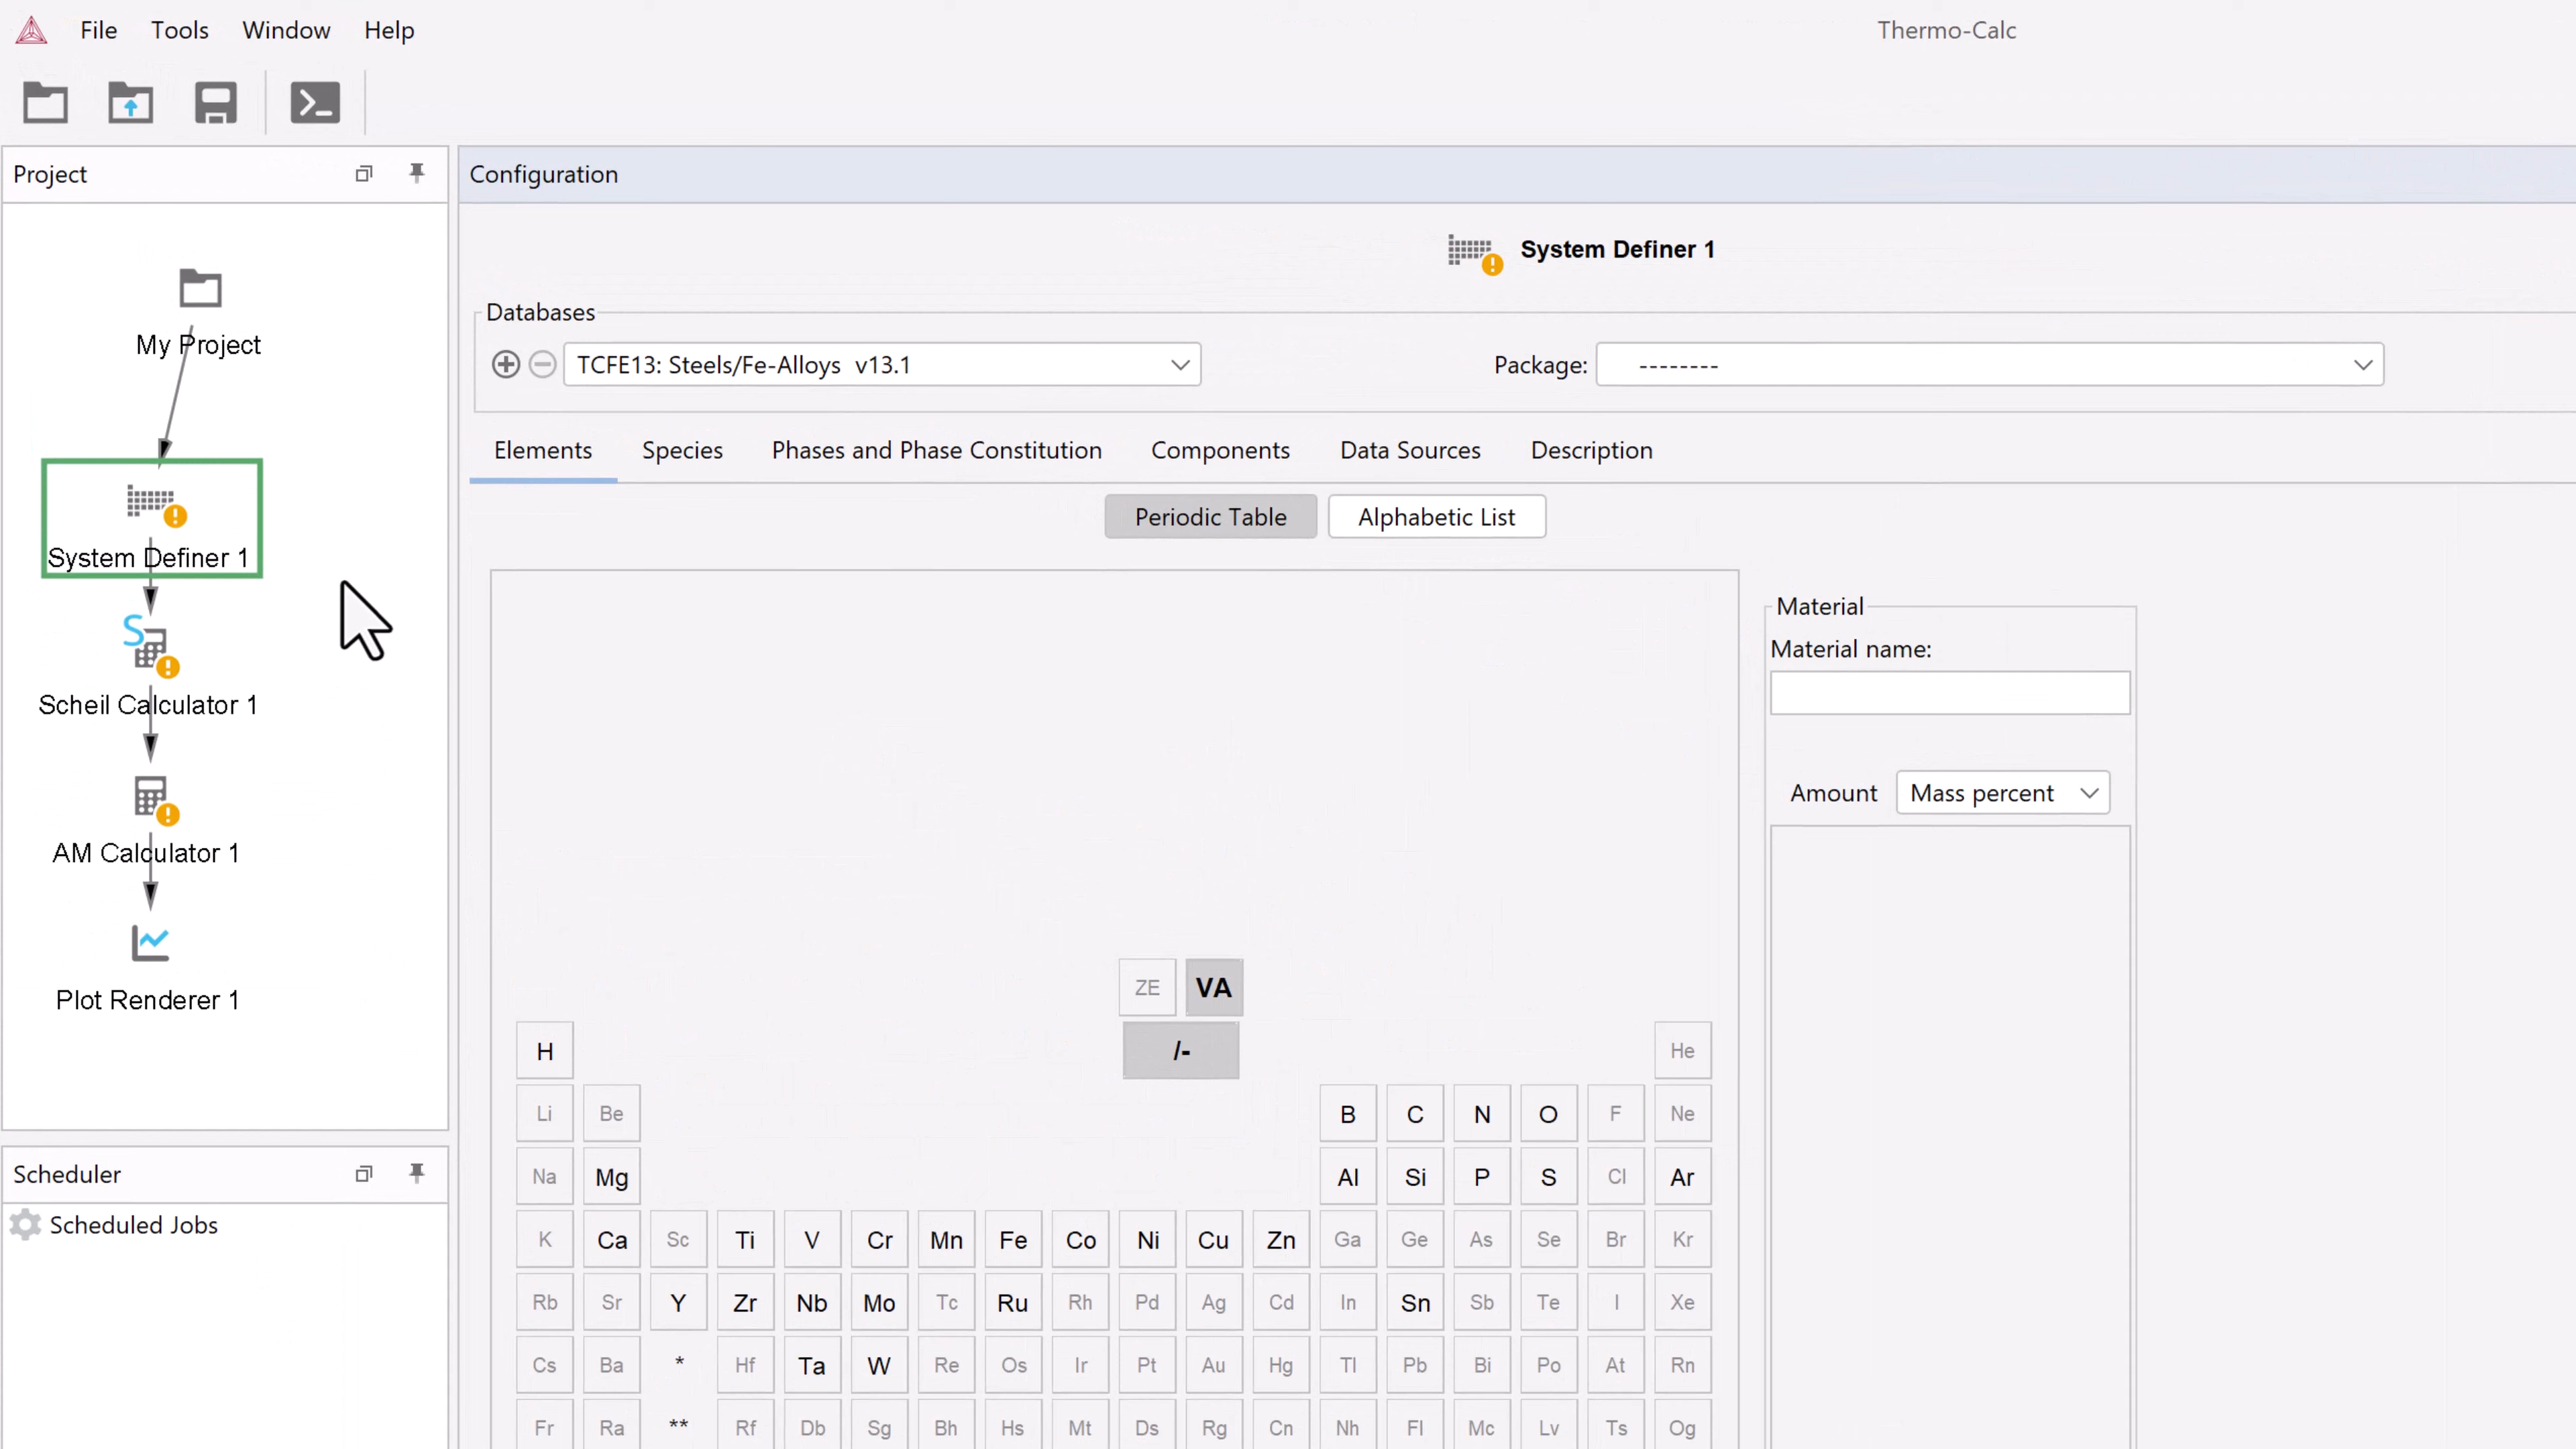 File Tools Window Help Thermo-Calc
Project
My Project
System Definer 1
S
Scheil Calculator 1
AM Calculator 1
Plot Renderer 1
Scheduler
Scheduled Jobs
Configuration
System Definer 1
Databases
TCFE13: Steels/Fe-Alloys v13.1 Package: --------
Elements Species Phases and Phase Constitution Components Data Sources Description
Periodic Table Alphabetic List
ZE VA
H /- He
Li Be B C N O F Ne
Na Mg Al Si P S Cl Ar
K Ca Sc Ti V Cr Mn Fe Co Ni Cu Zn Ga Ge As Se Br Kr
Rb Sr Y Zr Nb Mo Tc Ru Rh Pd Ag Cd In Sn Sb Te I Xe
Cs Ba * Hf Ta W Re Os Ir Pt Au Hg Tl Pb Bi Po At Rn
Fr Ra ** Rf Db Sg Bh Hs Mt Ds Rg Cn Nh Fl Mc Lv Ts Og
Material
Material name:
Amount Mass percent